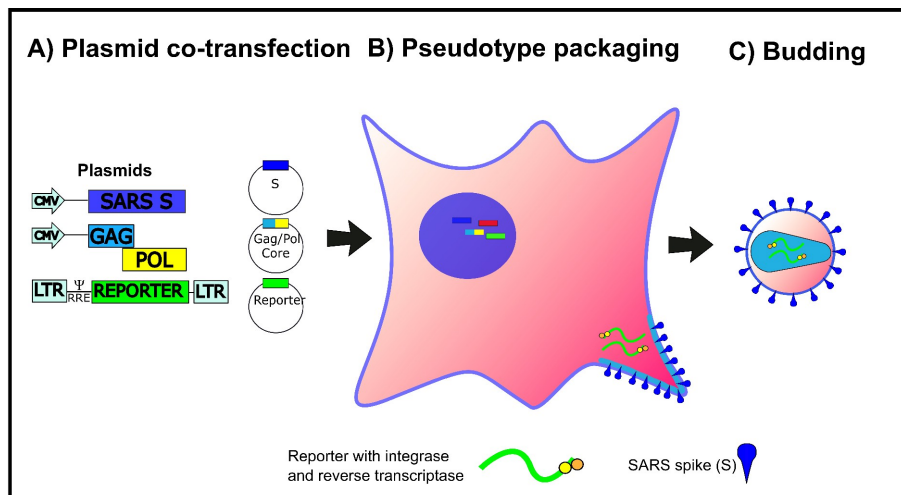 A) Plasmid co-transfection
B) Pseudotype packaging
C) Budding
Plasmids
CMV
SARS S
CMV
GAG
POL
LTR
Ψ
RRE
REPORTER
LTR
S
Gag/Pol
Core
Reporter
Reporter with integrase
and reverse transcriptase
SARS spike (S)